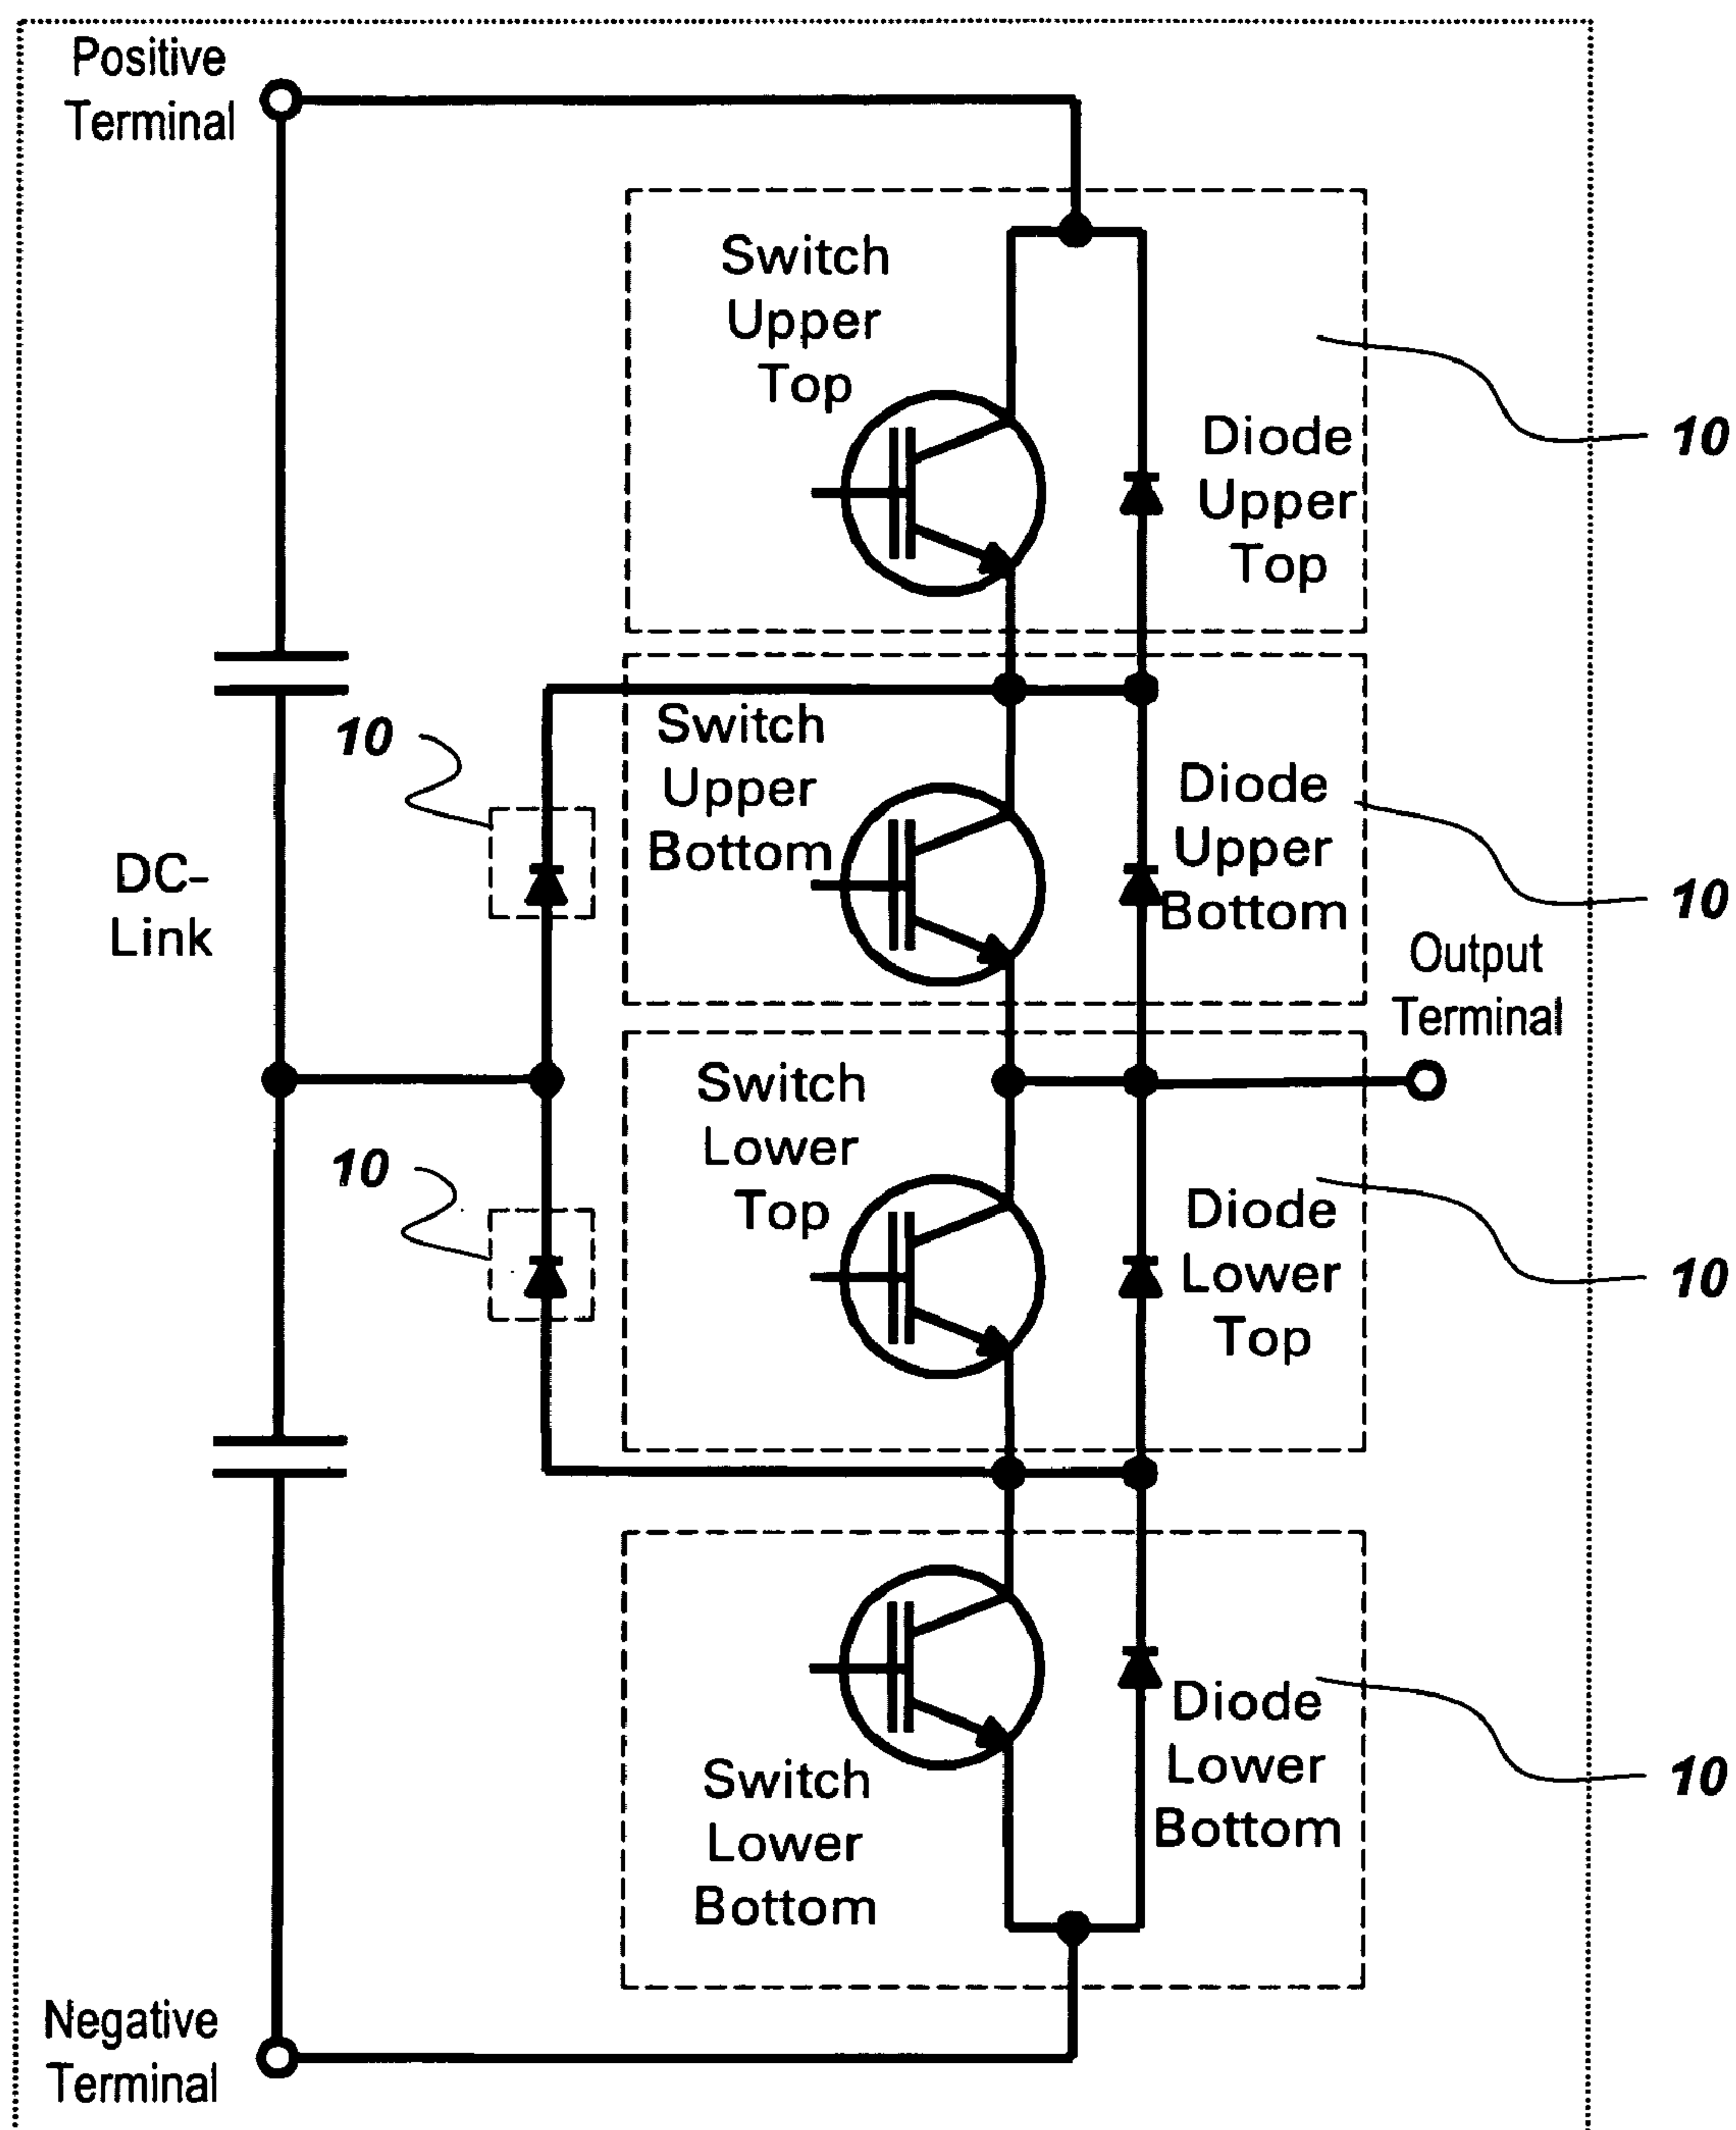 Positive
Terminal
Switch
Upper
Top
Diode
Upper
Top
10
10
Switch
Upper
Bottom
Diode
Upper
Bottom
10
DC-
Link
Output
Terminal
10
Switch
Lower
Top
Diode
Lower
Top
10
Diode
Lower
Bottom
10
Switch
Lower
Bottom
Negative
Terminal